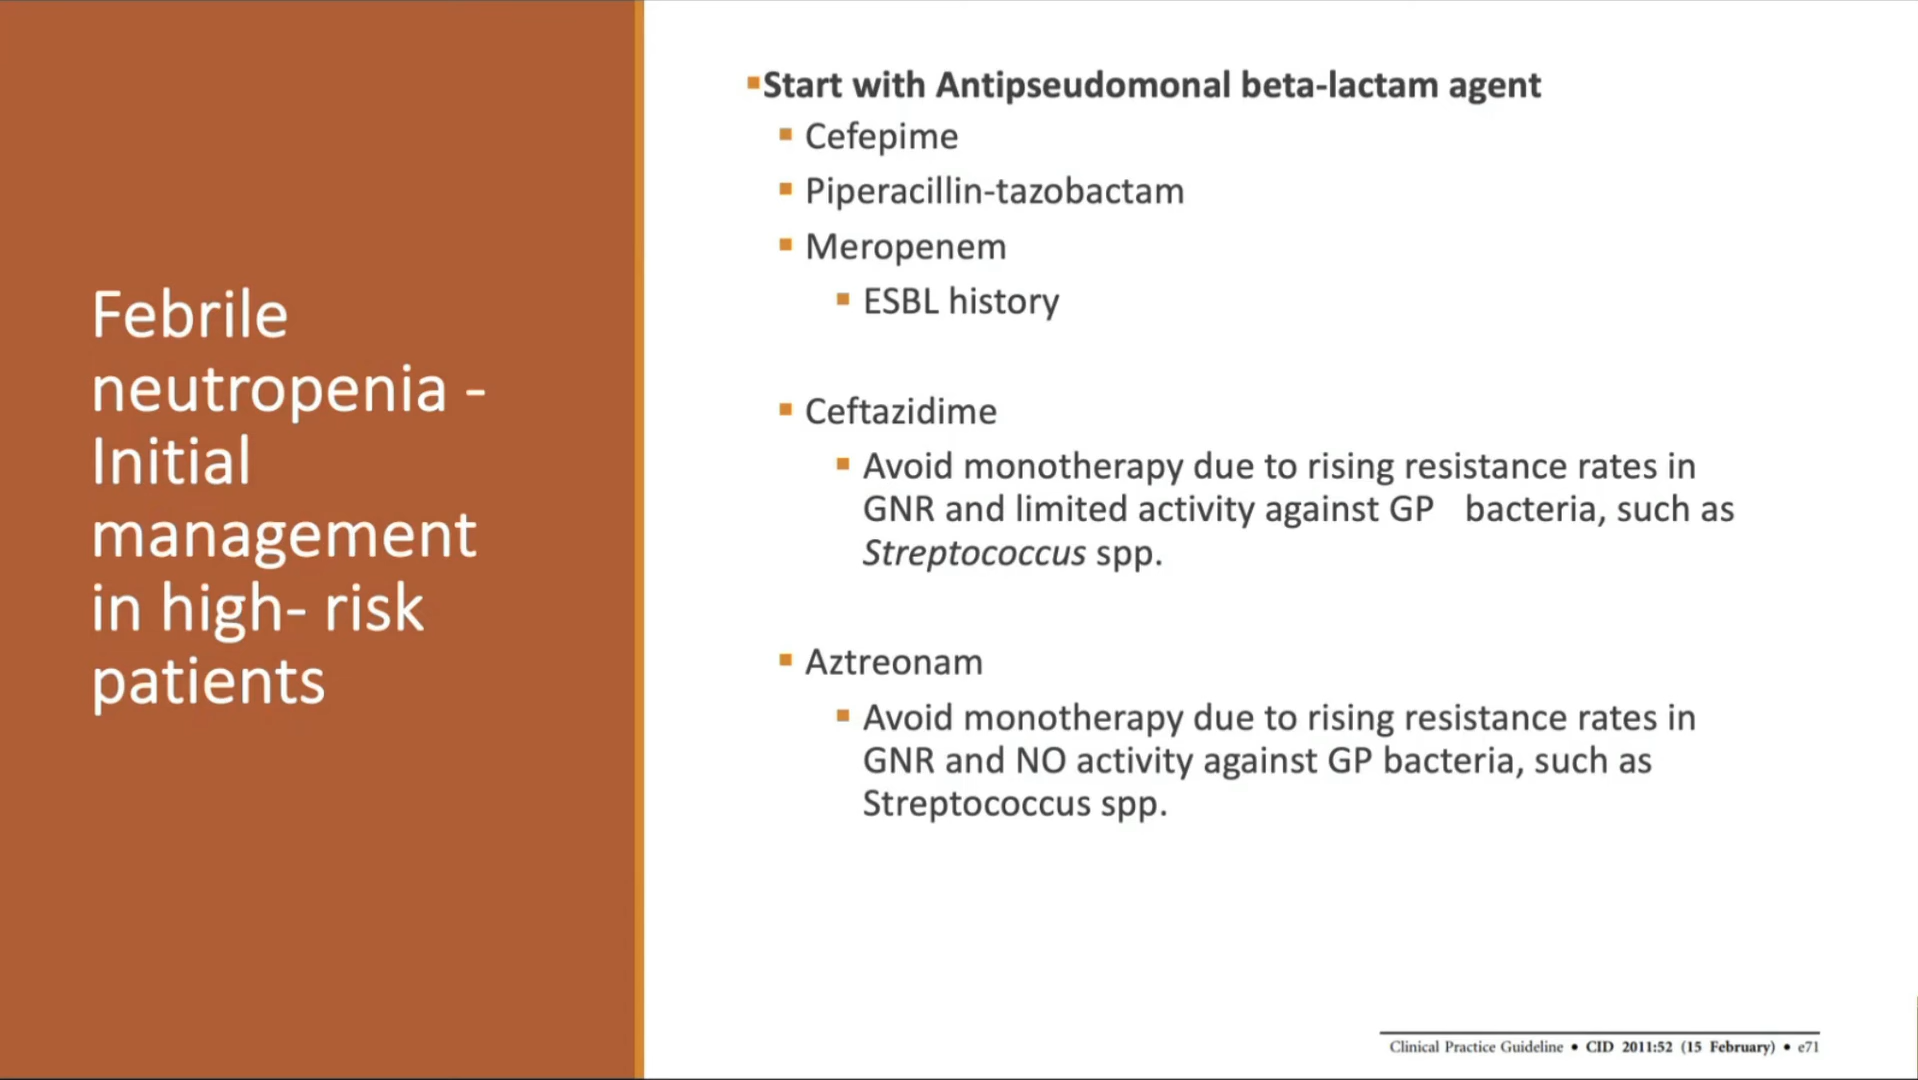 Febrile
neutropenia -
Initial
management
in high- risk
patients
Start with Antipseudomonal beta-lactam agent
Cefepime
Piperacillin-tazobactam
Meropenem
ESBL history
Ceftazidime
Avoid monotherapy due to rising resistance rates in
GNR and limited activity against GP bacteria, such as
Streptococcus spp.
Aztreonam
Avoid monotherapy due to rising resistance rates in
GNR and NO activity against GP bacteria, such as
Streptococcus spp.
Clinical Practice Guideline • CID 2011:52 (15 February) • e71